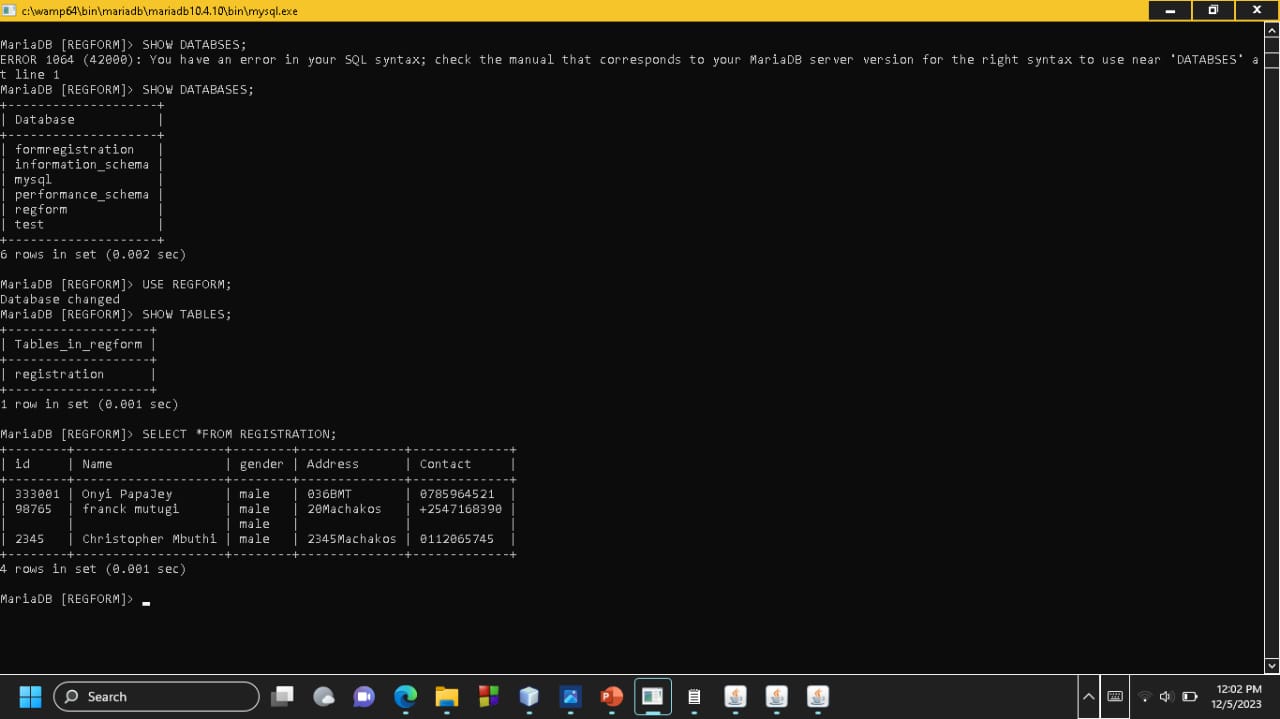 c:\wamp64\bin\mariadb\mariadb10.4.10\bin\mysql.exe
MariaDB [REGFORM]> SHOW DATABSES;
ERROR 1064 (42000): You have an error in your SQL syntax; check the manual that corresponds to your MariaDB server version for the right syntax to use near 'DATABSES' a
t line 1
MariaDB [REGFORM]> SHOW DATABASES;
+--------------------+
| Database           |
+--------------------+
| formregistration   |
| information_schema |
| mysql              |
| performance_schema |
| regform            |
| test               |
+--------------------+
6 rows in set (0.002 sec)
MariaDB [REGFORM]> USE REGFORM;
Database changed
MariaDB [REGFORM]> SHOW TABLES;
+-------------------+
| Tables_in_regform |
+-------------------+
| registration      |
+-------------------+
1 row in set (0.001 sec)
MariaDB [REGFORM]> SELECT *FROM REGISTRATION;
+--------+--------------------+--------+--------------+-------------+
| id     | Name               | gender | Address      | Contact     |
+--------+--------------------+--------+--------------+-------------+
| 333001 | Onyi PapaJey       | male   | 036BMT       | 0785964521  |
| 98765  | franck mutugi      | male   | 20Machakos   | +2547168390 |
|        |                    | male   |              |             |
| 2345   | Christopher Mbuthi | male   | 2345Machakos | 0112065745  |
+--------+--------------------+--------+--------------+-------------+
4 rows in set (0.001 sec)
MariaDB [REGFORM]>
Search
12:02 PM
12/5/2023